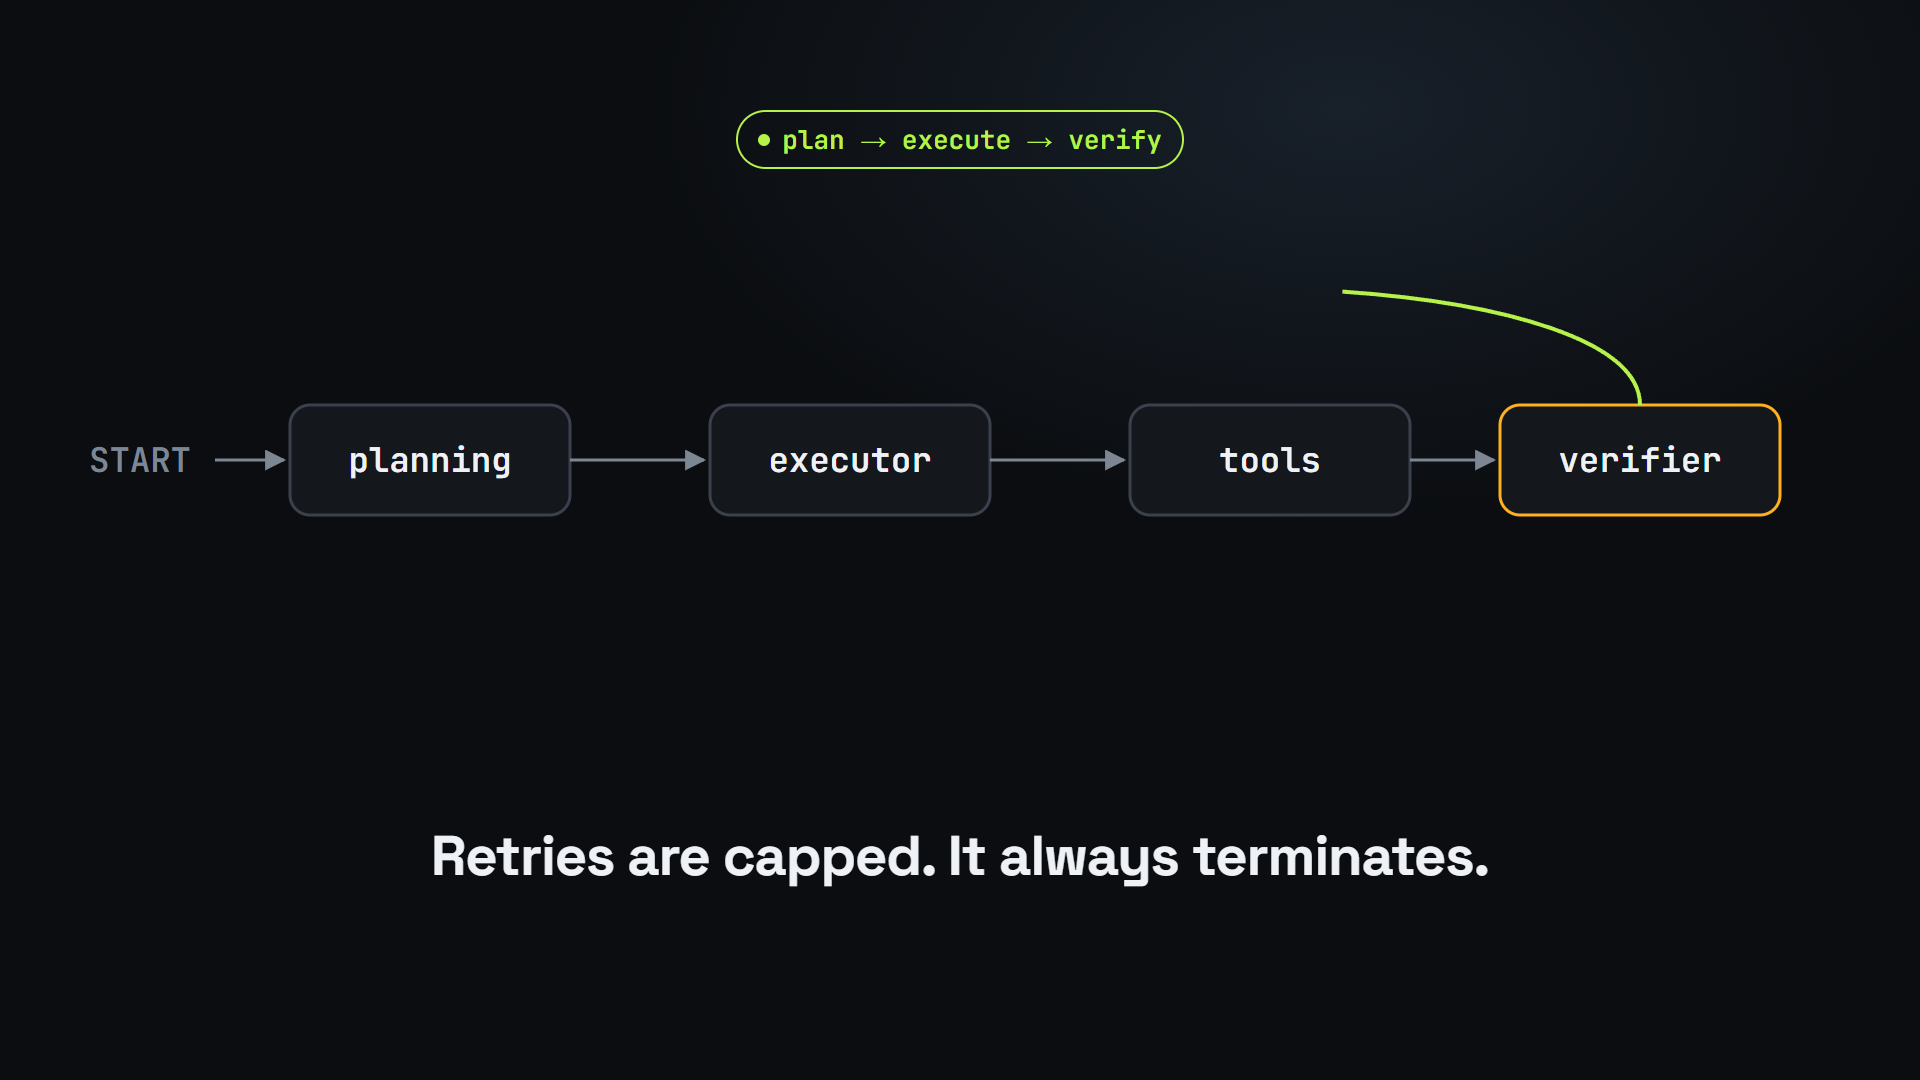 plan → execute → verify
START planning executor tools verifier
Retries are capped. It always terminates.